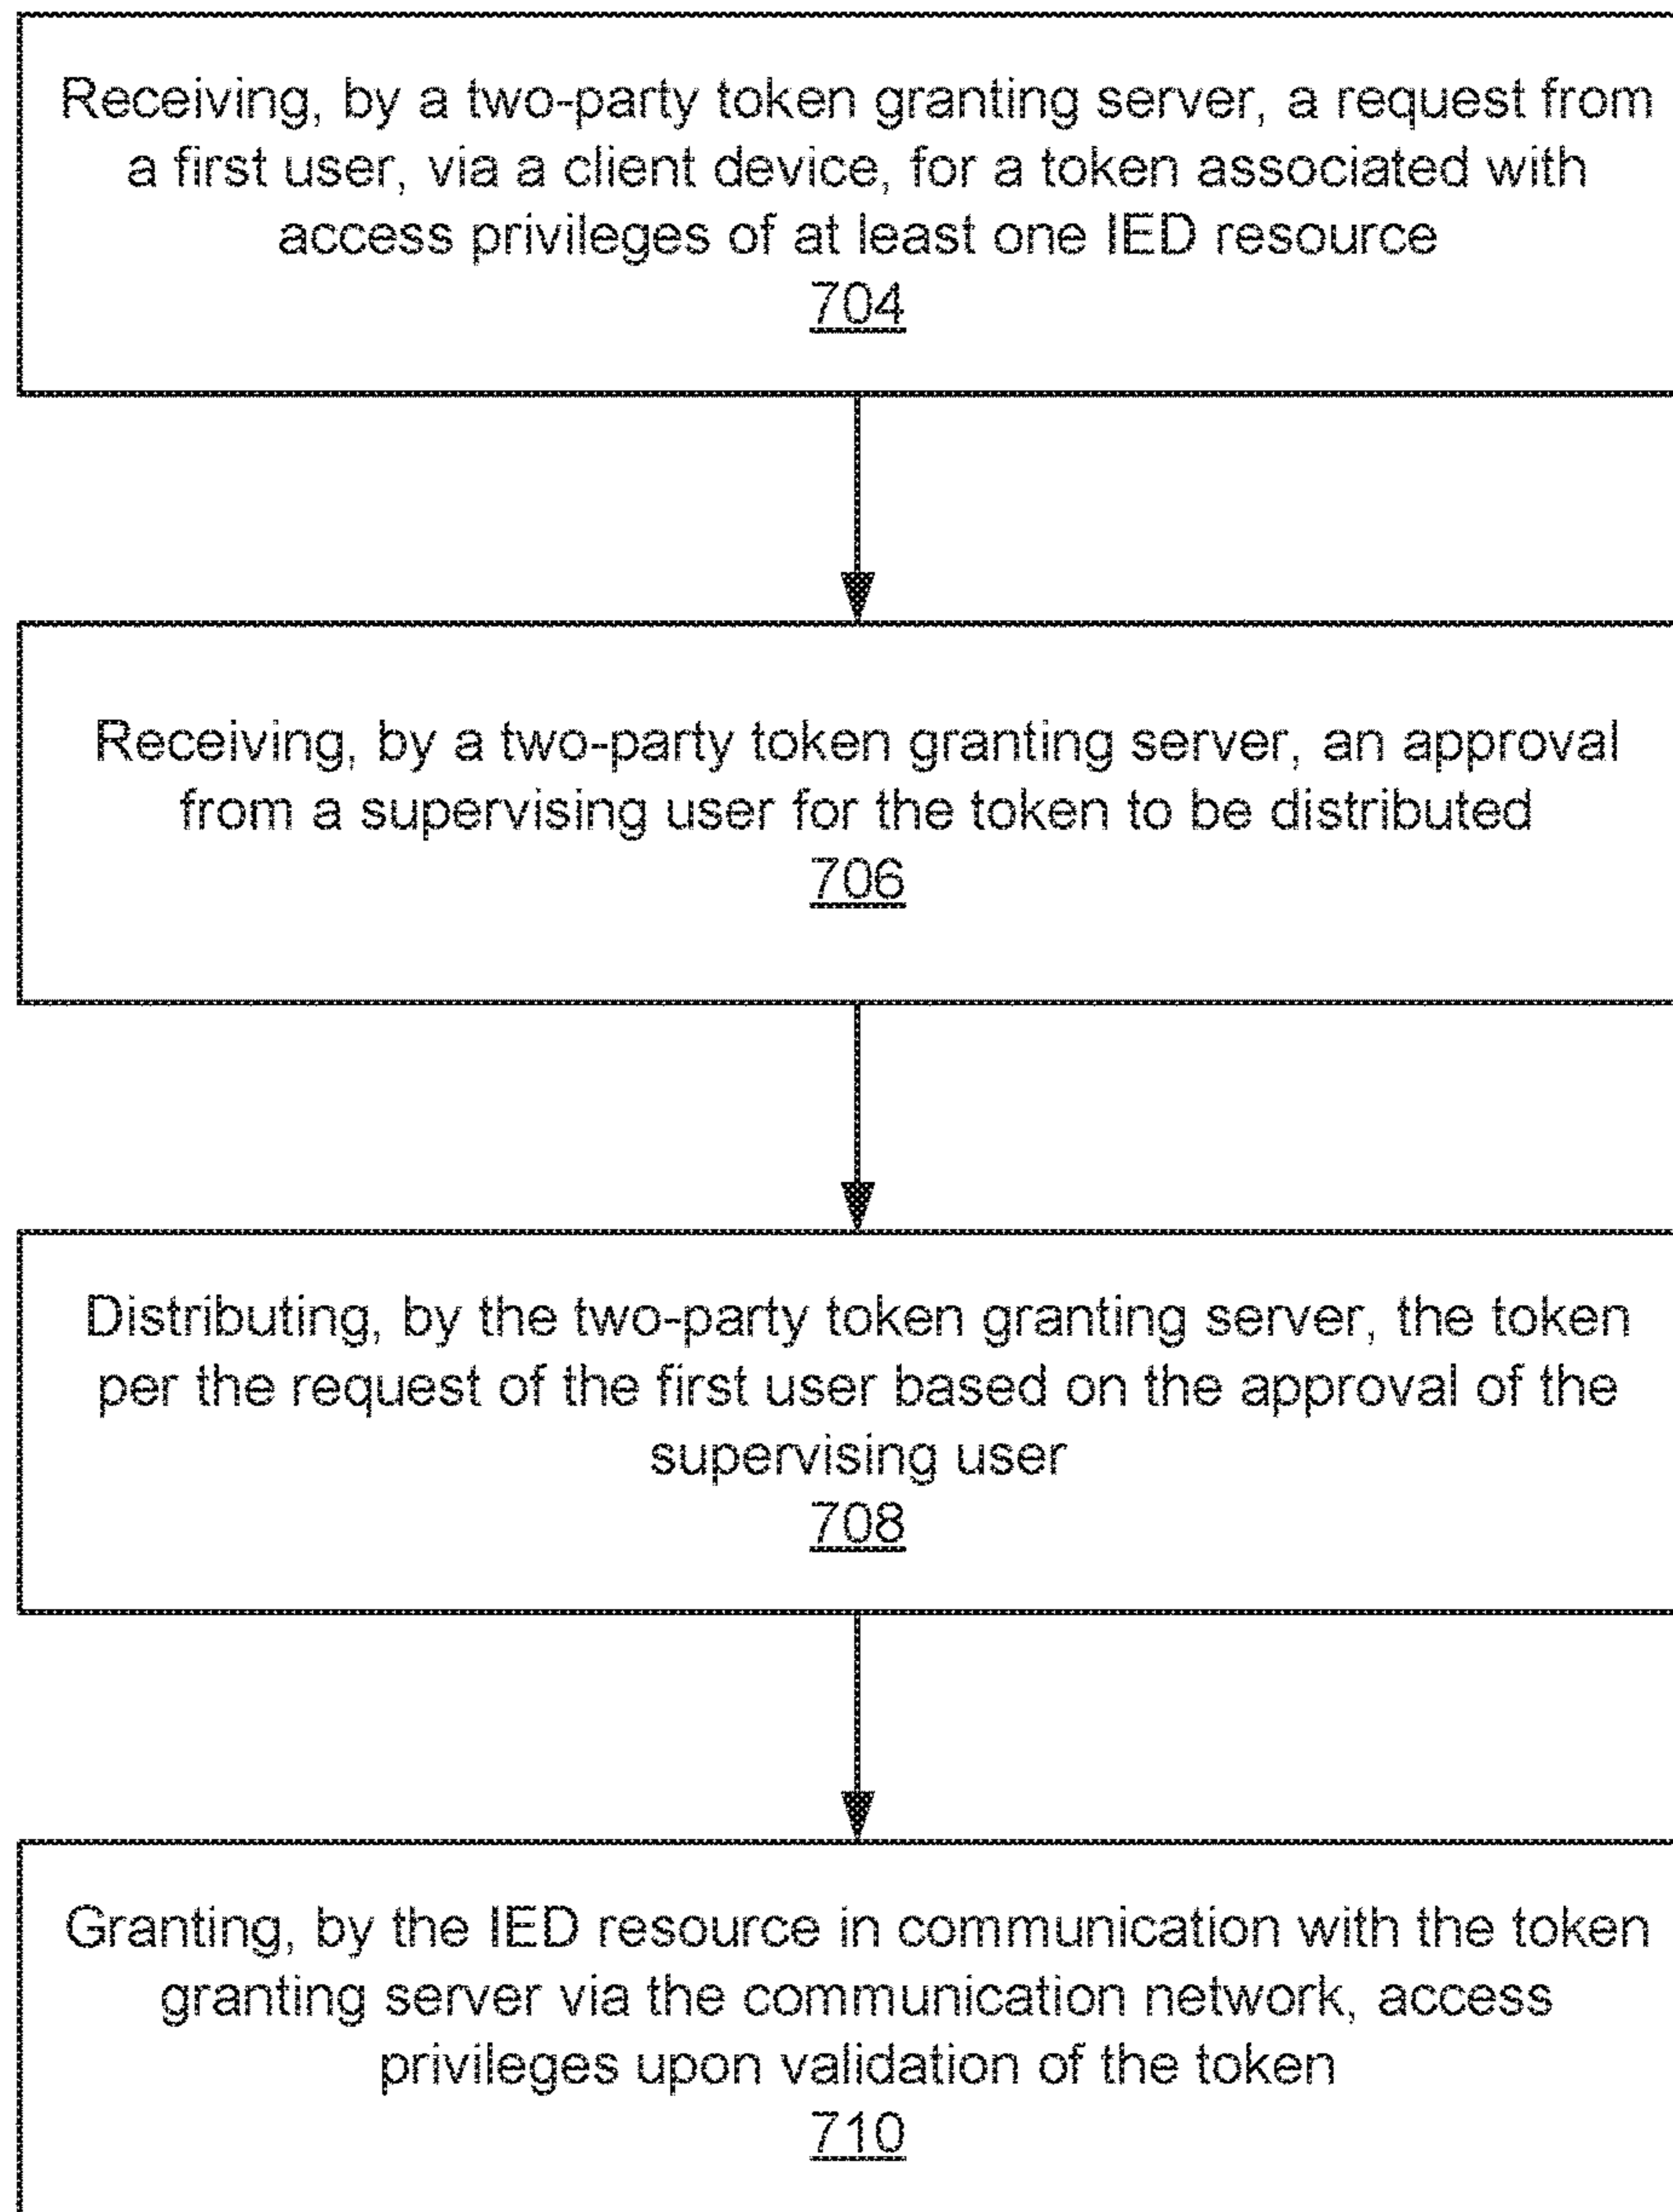 Receiving, by a two-party token granting server, a request from
a first user, via a client device, for a token associated with
access privileges of at least one IED resource
704
Receiving, by a two-party token granting server, an approval
from a supervising user for the token to be distributed
706
Distributing, by the two-party token granting server, the token
per the request of the first user based on the approval of the
supervising user
708
Granting, by the IED resource in communication with the token
granting server via the communication network, access
privileges upon validation of the token
710